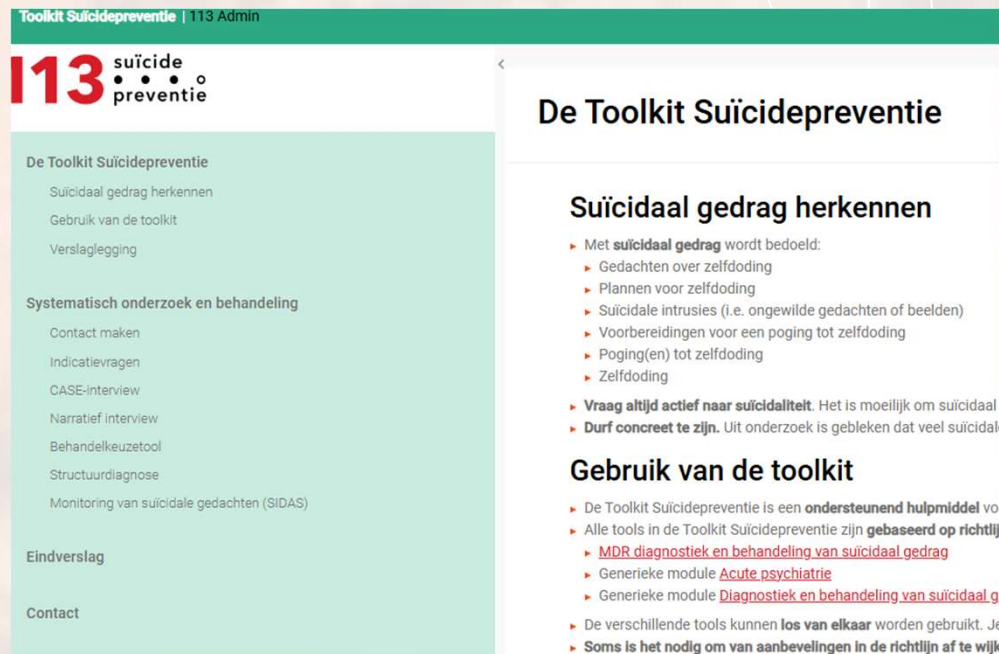 Toolkit Suïcidepreventie | 113 Admin
113 suïcide
preventie
De Toolkit Suïcidepreventie
Suïcidaal gedrag herkennen
Gebruik van de toolkit
Verslaglegging
Systematisch onderzoek en behandeling
Contact maken
Indicatievragen
CASE-interview
Narratief interview
Behandelkeuzetool
Structuurdiagnose
Monitoring van suïcidale gedachten (SIDAS)
Eindverslag
Contact
<
De Toolkit Suïcidepreventie
Suïcidaal gedrag herkennen
Met suïcidaal gedrag wordt bedoeld:
Gedachten over zelfdoding
Plannen voor zelfdoding
Suïcidale intrusies (i.e. ongewilde gedachten of beelden)
Voorbereidingen voor een poging tot zelfdoding
Poging(en) tot zelfdoding
Zelfdoding
Vraag altijd actief naar suïcidaliteit. Het is moeilijk om suïcidaal
Durf concreet te zijn. Uit onderzoek is gebleken dat veel suïcidal
Gebruik van de toolkit
De Toolkit Suïcidepreventie is een ondersteunend hulpmiddel vo
Alle tools in de Toolkit Suïcidepreventie zijn gebaseerd op richtlij
MDR diagnostiek en behandeling van suïcidaal gedrag
Generieke module Acute psychiatrie
Generieke module Diagnostiek en behandeling van suïcidaal g
De verschillende tools kunnen los van elkaar worden gebruikt. Je
Soms is het nodig om van aanbevelingen in de richtlijn af te wijk